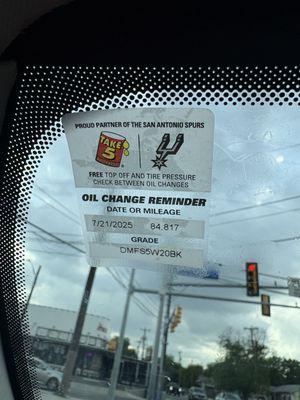 PROUD PARTNER OF THE SAN ANTONIO SPURS
TAKE 5
FREE TOP OFF AND TIRE PRESSURE
CHECK BETWEEN OIL CHANGES
OIL CHANGE REMINDER
DATE OR MILEAGE
7/21/2025 84,817
GRADE
DMFS5W20BK